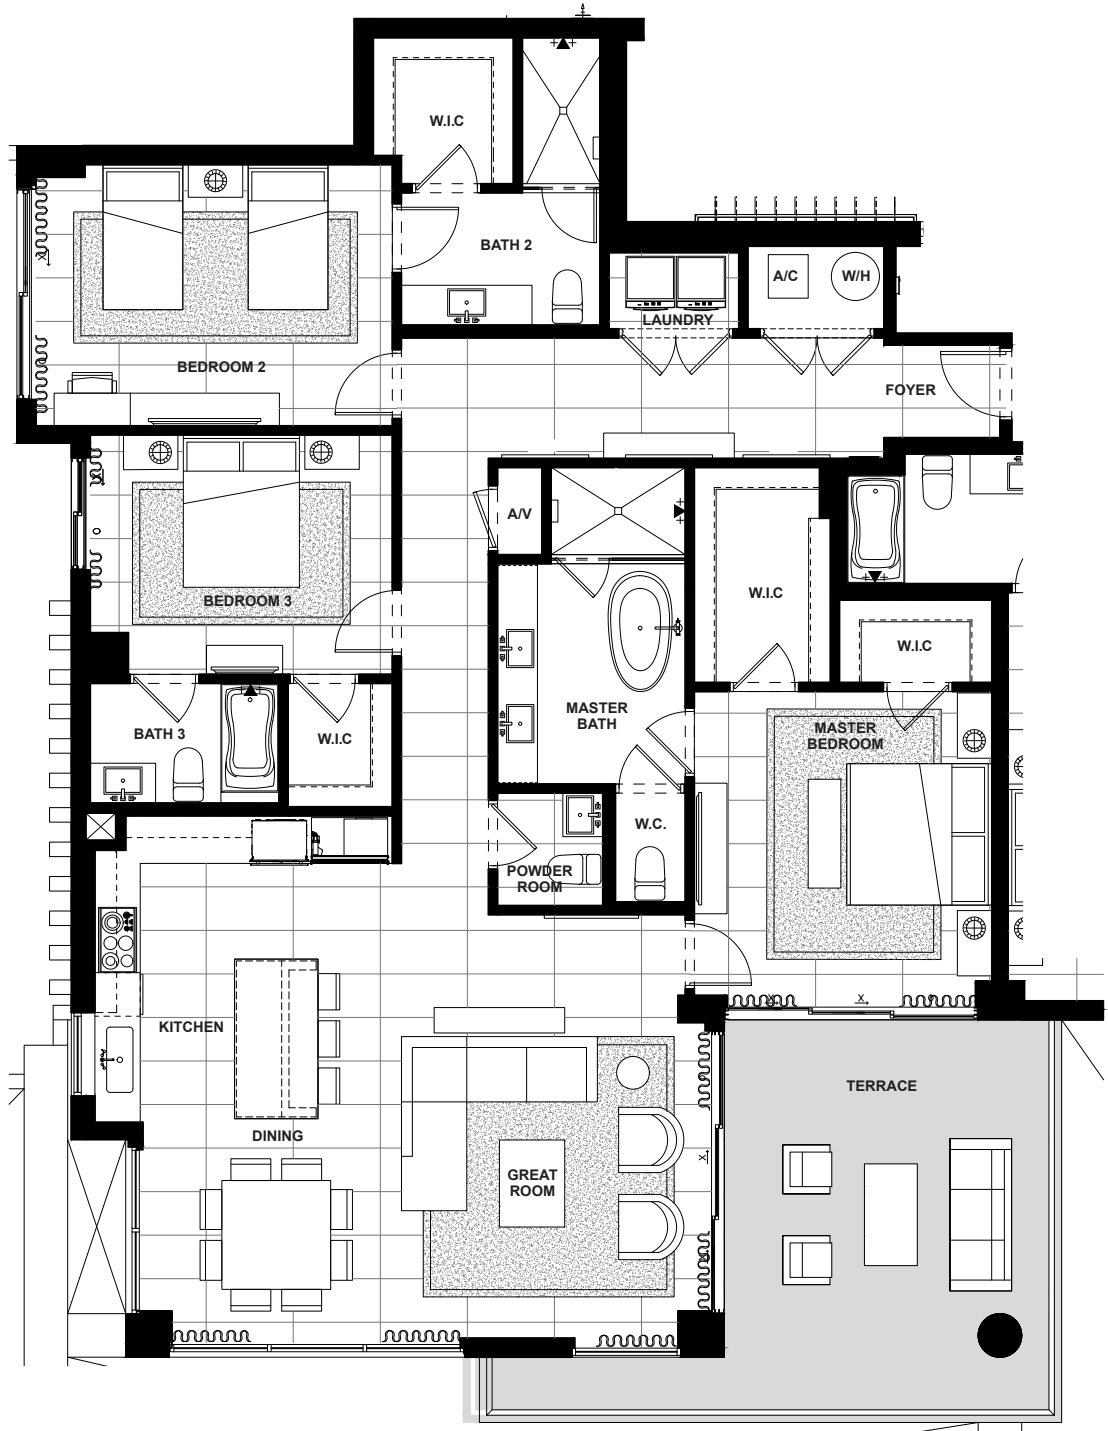 W.I.C
BATH 2
A/C
W/H
LAUNDRY
BEDROOM 2
FOYER
A/V
BEDROOM 3
W.I.C
W.I.C
MASTER
BATH
BATH 3
W.I.C
MASTER
BEDROOM
W.C.
POWDER
ROOM
KITCHEN
TERRACE
DINING
GREAT
ROOM